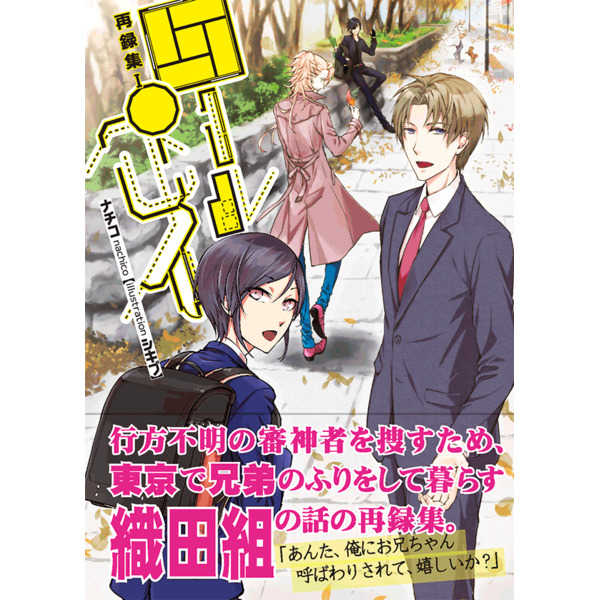 再録集 I
ナチコ nachico【illustration
行方不明の審神者を捜すため、
東京で兄弟のふりをして暮らす
織田組の話の再録集。
「あんた、俺にお兄ちゃん
呼ばわりされて、嬉しいか?」